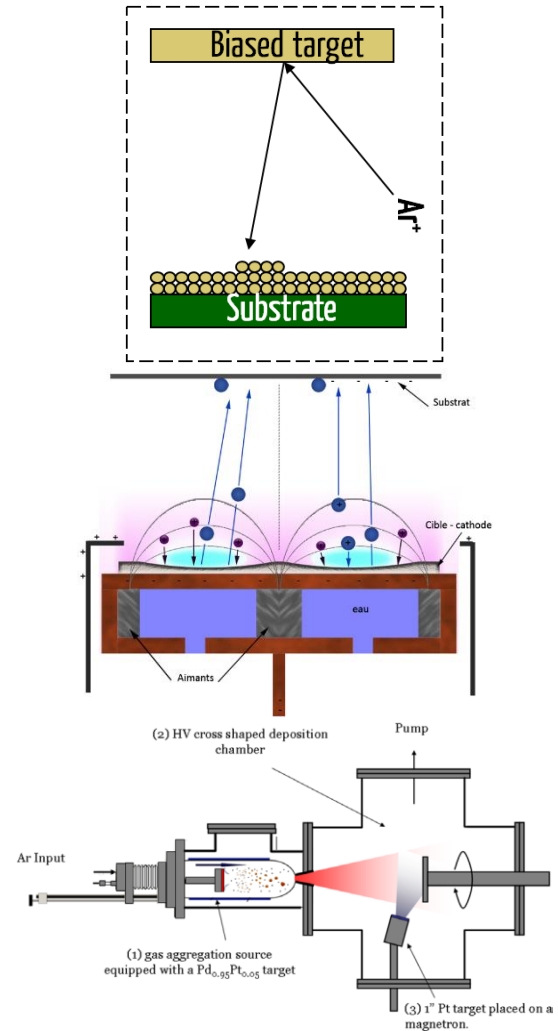 Biased target
Ar+
Substrate
Substrat
Cible - cathode
eau
Aimants
(2) HV cross shaped deposition
chamber
Pump
Ar Input
(1) gas aggregation source
equipped with a Pd₀.₉₅Pt₀.₀₅ target
(3) 1" Pt target placed on a
magnetron.